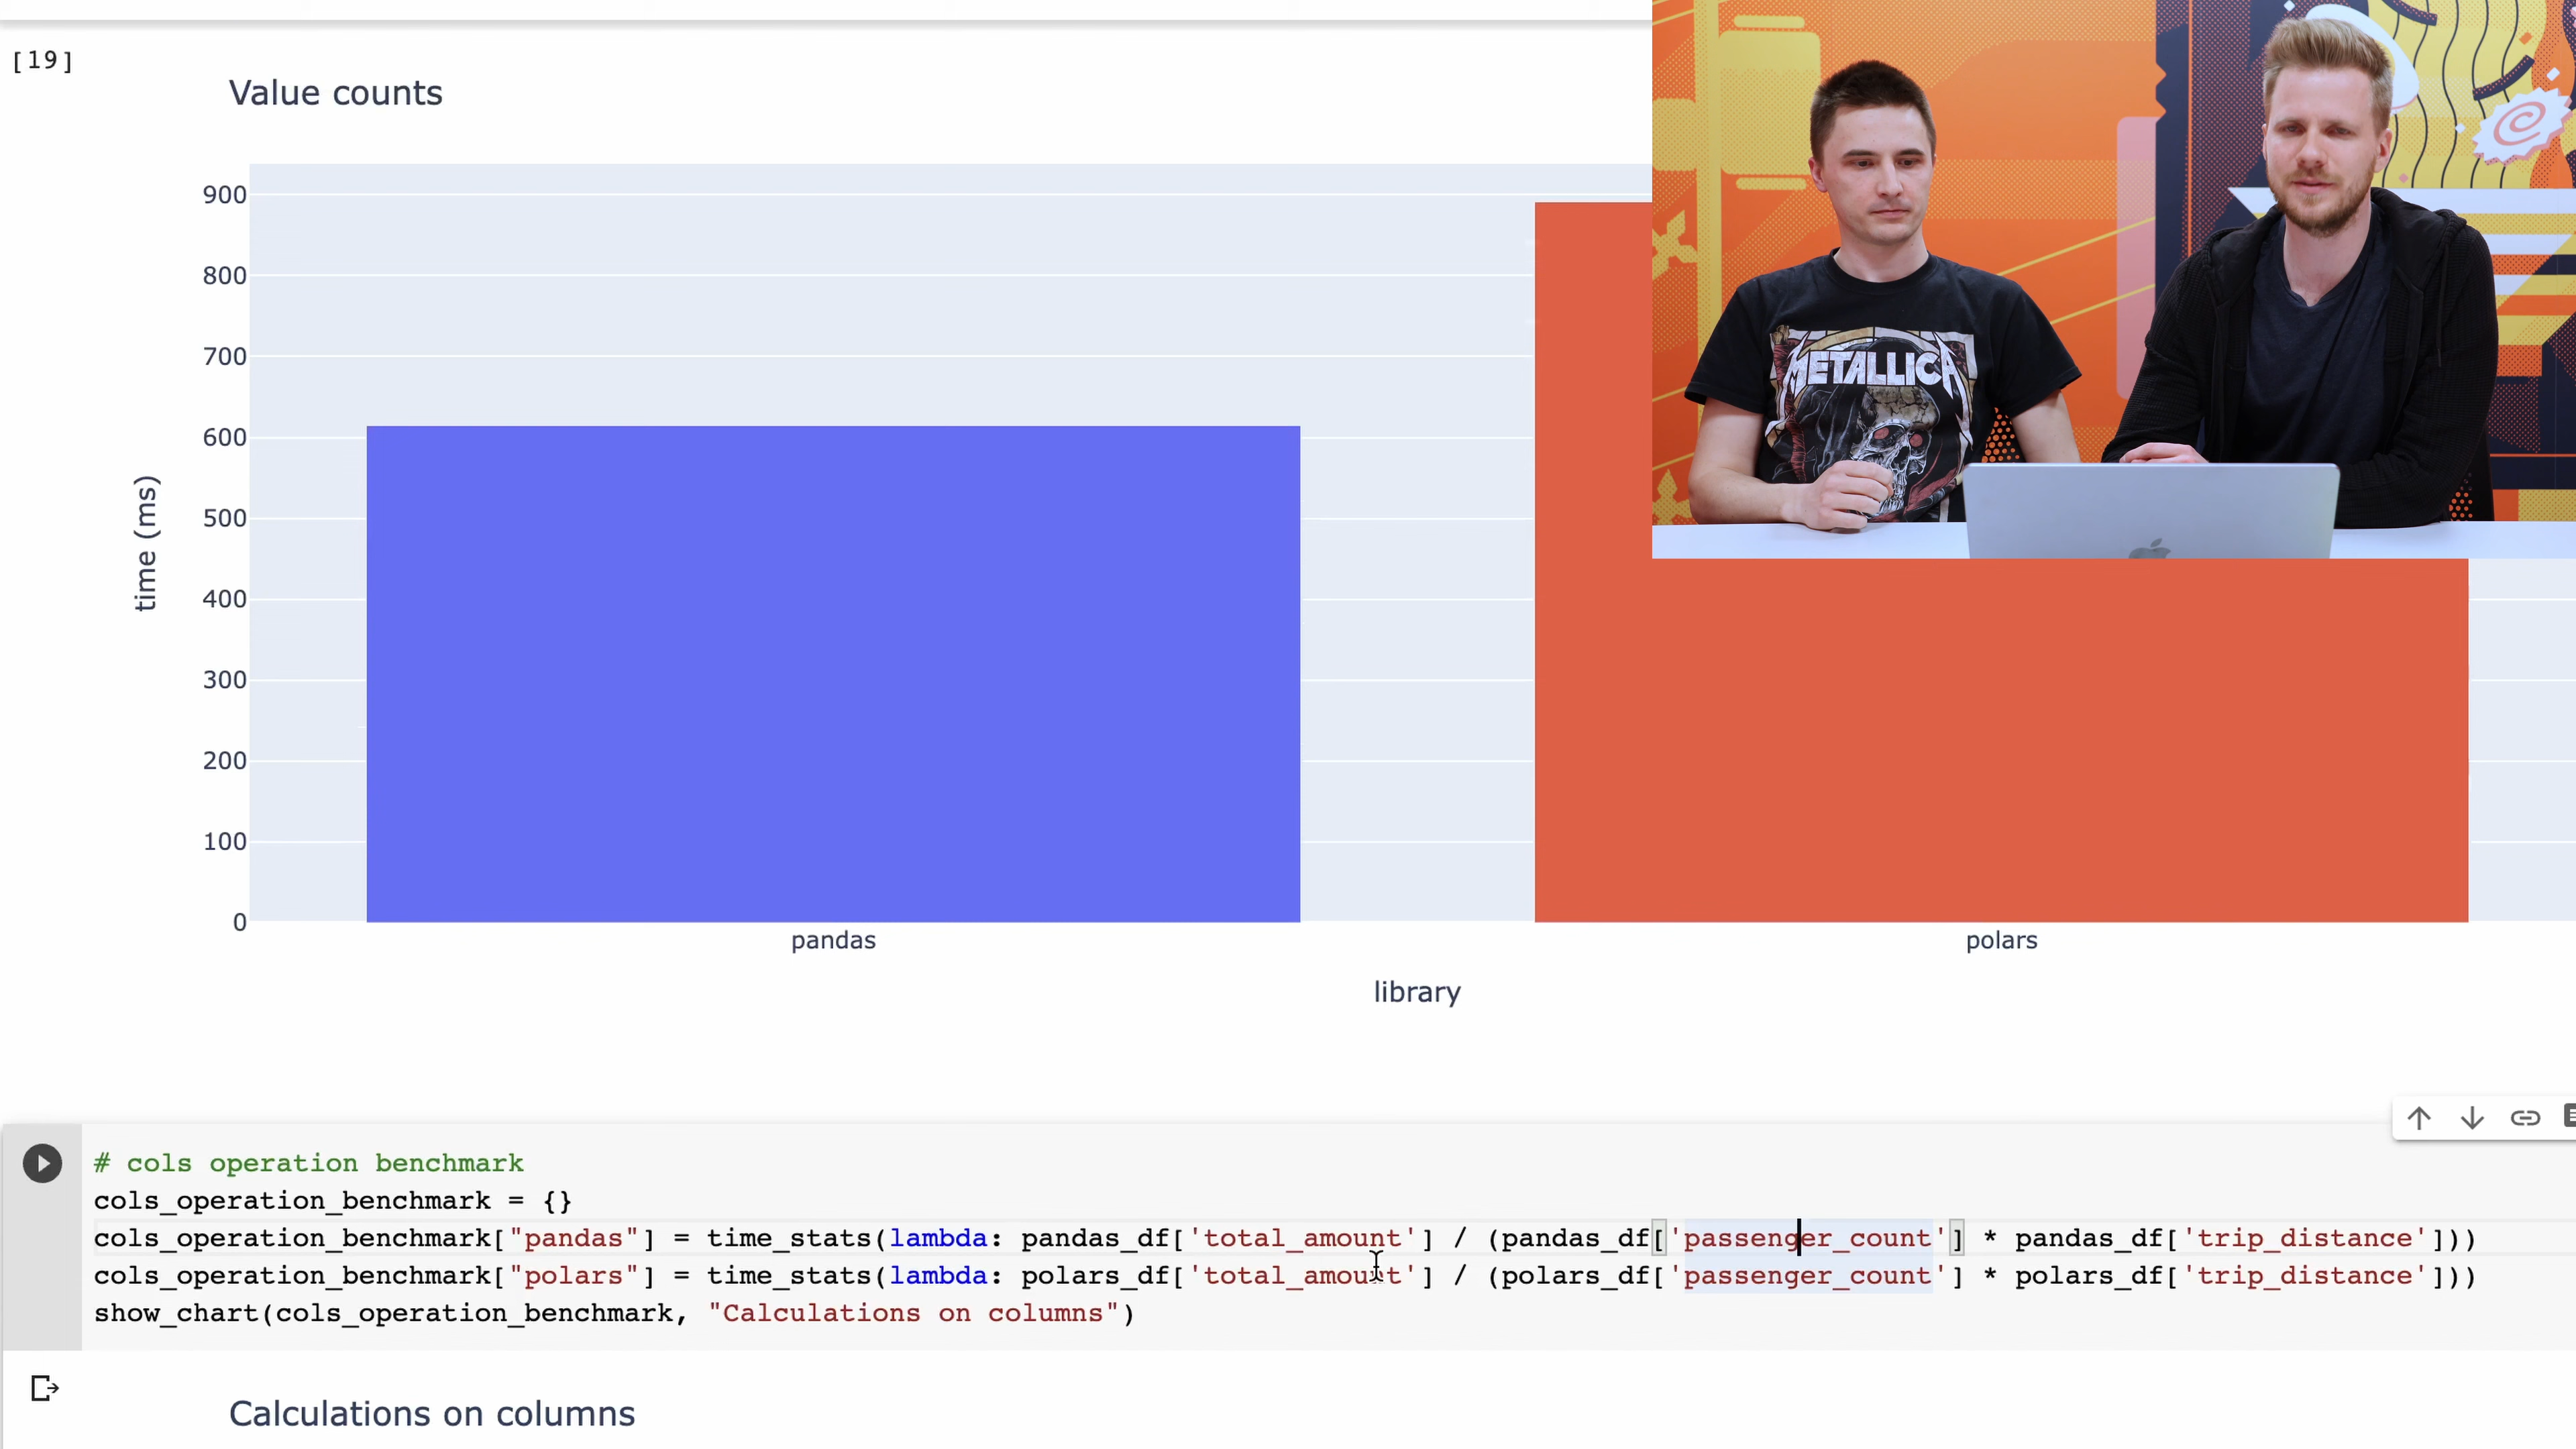 [19]
Value counts
900
800
700
600
500
400
300
200
100
0
time (ms)
pandas
polars
library
METALLICA
# cols operation benchmark
cols_operation_benchmark = {}
cols_operation_benchmark["pandas"] = time_stats(lambda: pandas_df['total_amount'] / (pandas_df['passenger_count'] * pandas_df['trip_distance']))
cols_operation_benchmark["polars"] = time_stats(lambda: polars_df['total_amount'] / (polars_df['passenger_count'] * polars_df['trip_distance']))
show_chart(cols_operation_benchmark, "Calculations on columns")
Calculations on columns